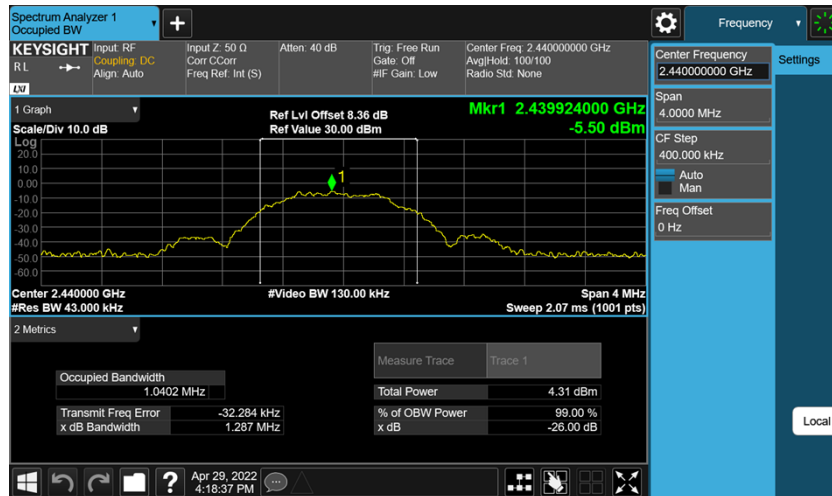 Spectrum Analyzer 1
Occupied BW
+
Frequency
KEYSIGHT
RL
LXI
Input: RF
Coupling: DC
Align: Auto
Input Z: 50 Ω
Corr CCorr
Freq Ref: Int (S)
Atten: 40 dB
Trig: Free Run
Gate: Off
#IF Gain: Low
Center Freq: 2.440000000 GHz
Avg|Hold: 100/100
Radio Std: None
Center Frequency
2.440000000 GHz
Settings
Span
4.0000 MHz
CF Step
400.000 kHz
Auto
Man
Freq Offset
0 Hz
Local
1 Graph
Scale/Div 10.0 dB
Ref Lvl Offset 8.36 dB
Ref Value 30.00 dBm
Mkr1 2.439924000 GHz
-5.50 dBm
Log
20.0
10.0
0.00
-10.0
-20.0
-30.0
-40.0
-50.0
-60.0
1
Center 2.44000 GHz
#Video BW 130.00 kHz
Span 4 MHz
#Res BW 43.000 kHz
Sweep 2.07 ms (1001 pts)
2 Metrics
Measure Trace Trace 1
Occupied Bandwidth
1.0402 MHz
Total Power 4.31 dBm
Transmit Freq Error -32.284 kHz
% of OBW Power 99.00 %
x dB Bandwidth 1.287 MHz
x dB -26.00 dB
?
Apr 29, 2022
4:18:37 PM